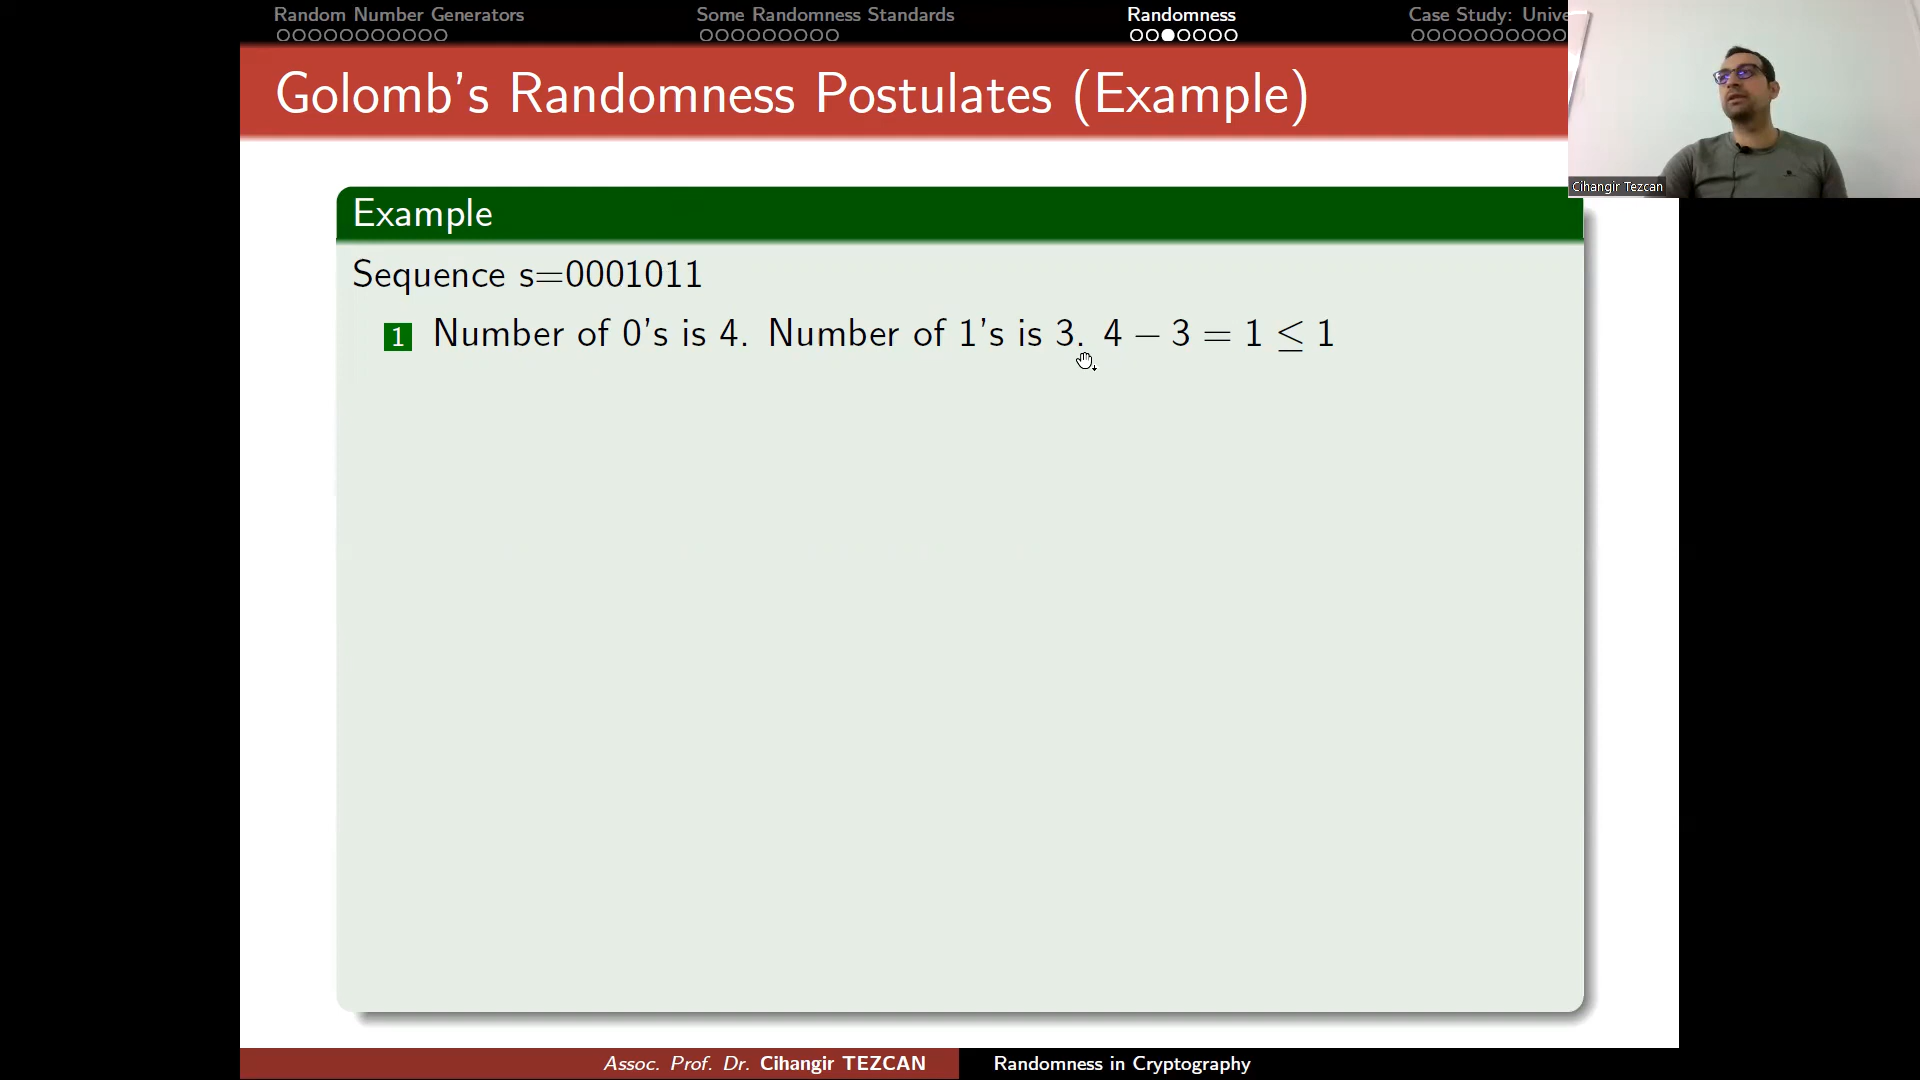 Random Number Generators
Some Randomness Standards
Randomness
Case Study: Unive
Golomb's Randomness Postulates (Example)
Cihangir Tezcan
Example
Sequence s=0001011
1 Number of 0's is 4. Number of 1's is 3. 4 − 3 = 1 ≤ 1
Assoc. Prof. Dr. Cihangir TEZCAN
Randomness in Cryptography